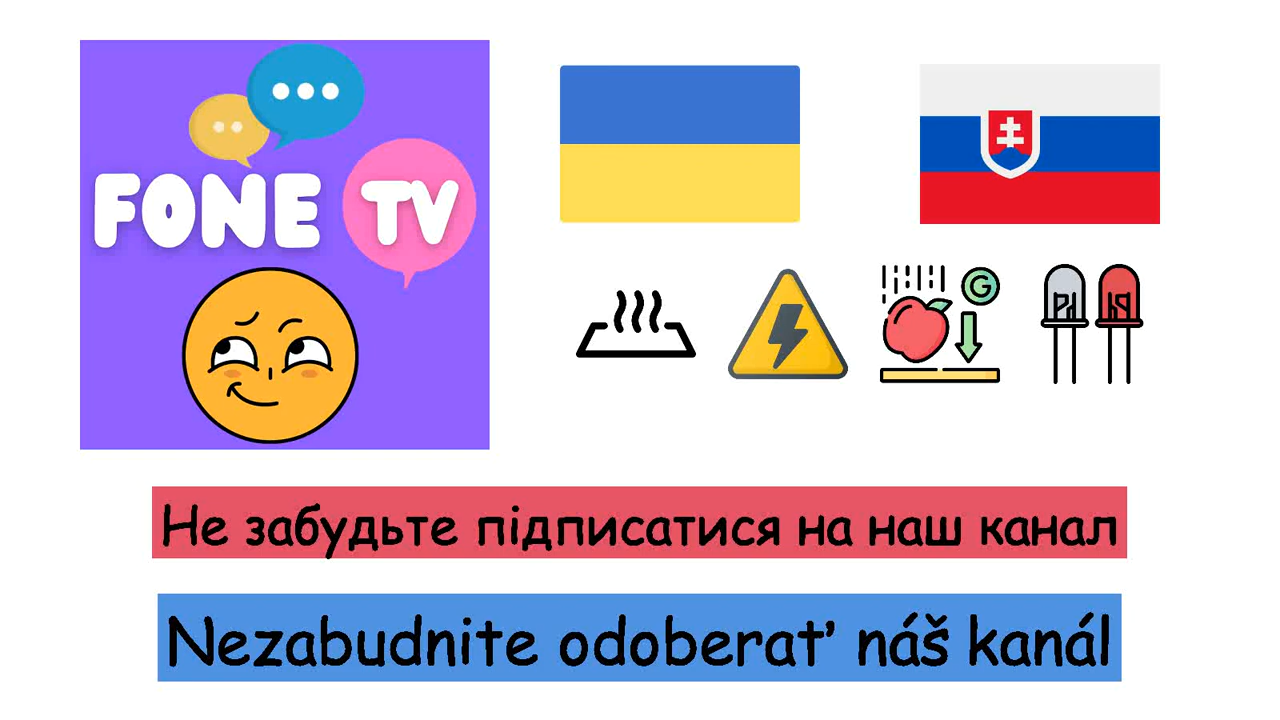 FONE TV
G
Не забудьте підписатися на наш канал
Nezabudnite odoberať náš kanál